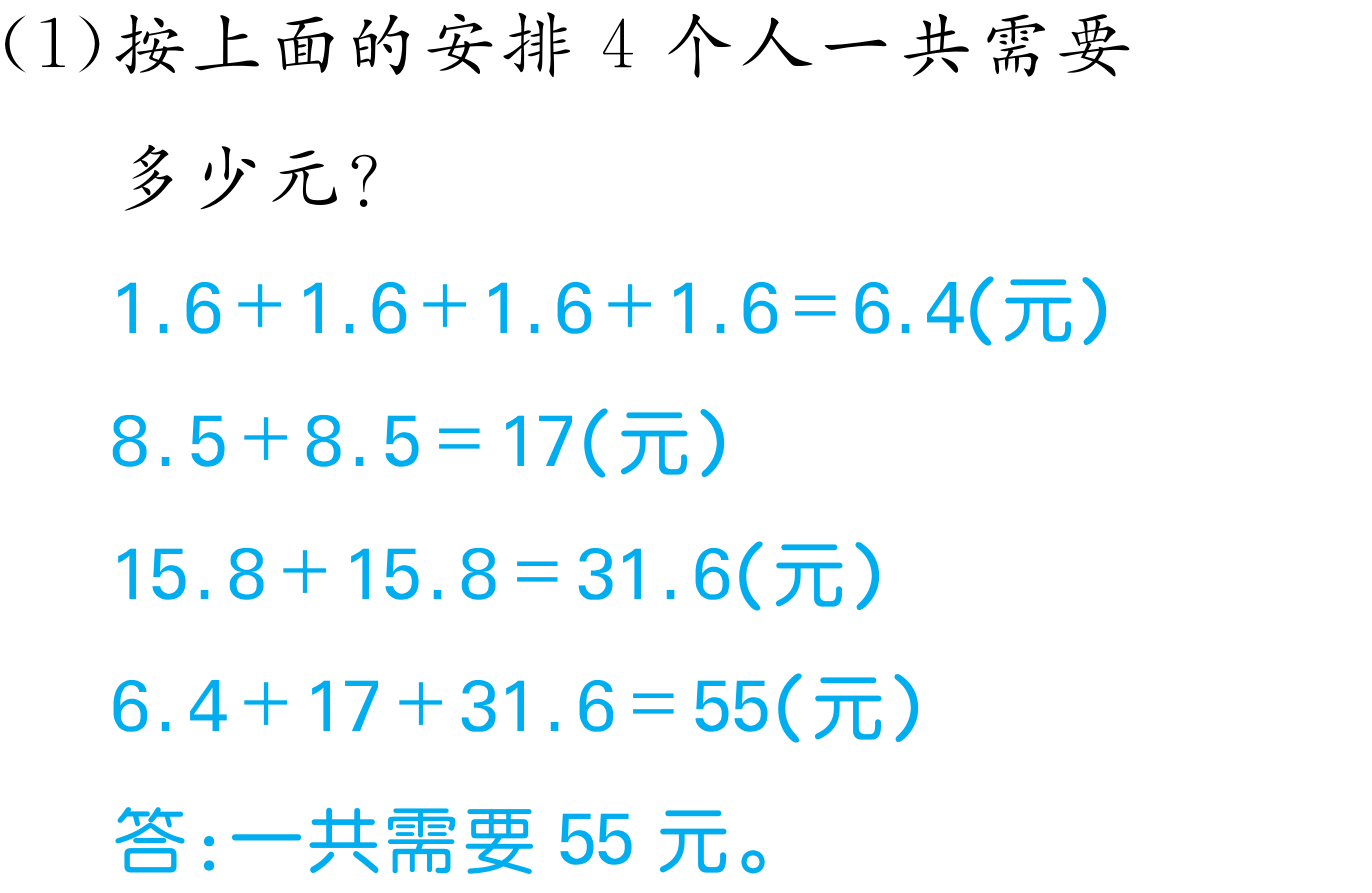 (1)按上面的安排 4 个人一共需要
多少元?
1.6+1.6+1.6+1.6=6.4(元)
8.5+8.5=17(元)
15.8+15.8=31.6(元)
6.4+17+31.6=55(元)
答:一共需要 55 元。